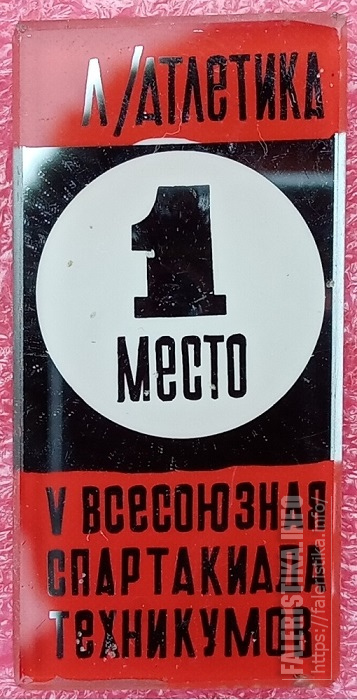 Л/АТЛЕТИКА
1
МЕСТО
V ВСЕСОЮЗНАЯ
СПАРТАКИАДА
ТЕХНИКУМОВ
FALERISTIKA.INFO
https://faleristika.info/